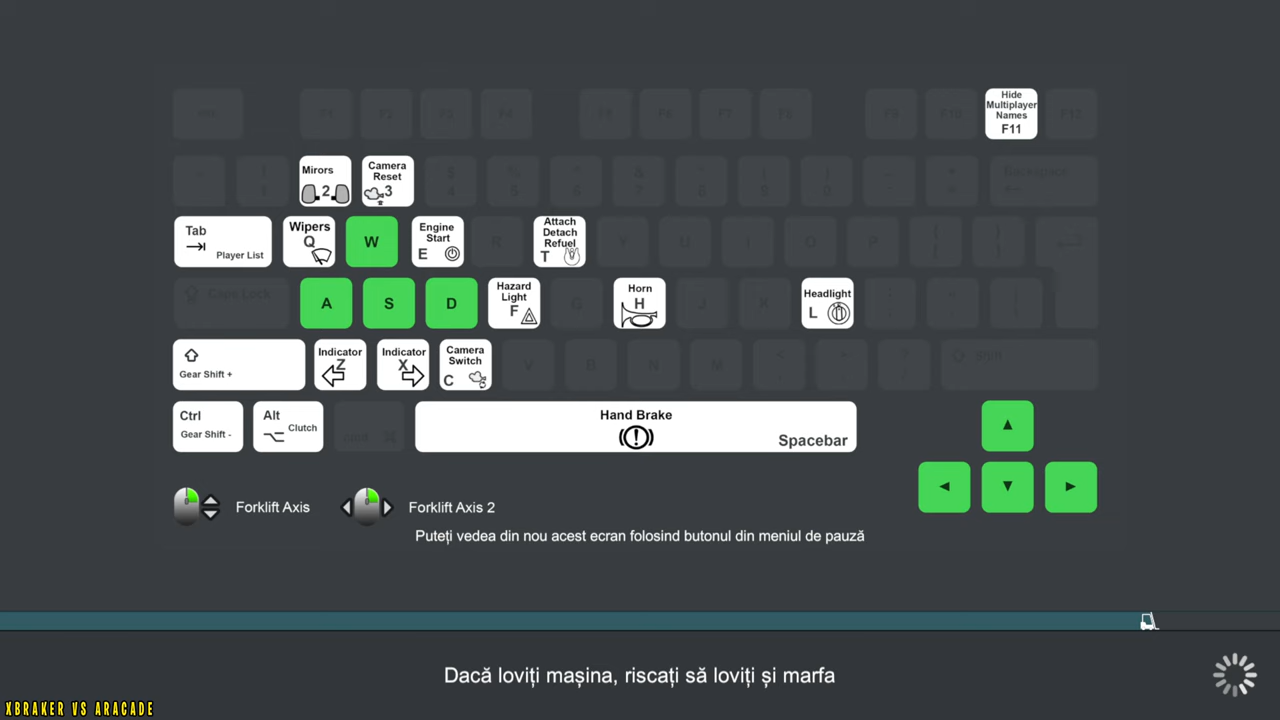 Hide
Multiplayer
Names
F11
Mirors
2
Camera
Reset
3
Tab
Player List
Wipers
Q
W
Engine
Start
E
Attach
Detach
Refuel
T
A
S
D
Hazard
Light
F
Horn
H
Headlight
L
Gear Shift +
Indicator
Z
Indicator
X
Camera
Switch
C
Ctrl
Gear Shift -
Alt
Clutch
Hand Brake
Spacebar
Forklift Axis
Forklift Axis 2
Puteți vedea din nou acest ecran folosind butonul din meniul de pauză
Dacă loviți mașina, riscați să loviți și marfa
XBRAKER VS ARACADE